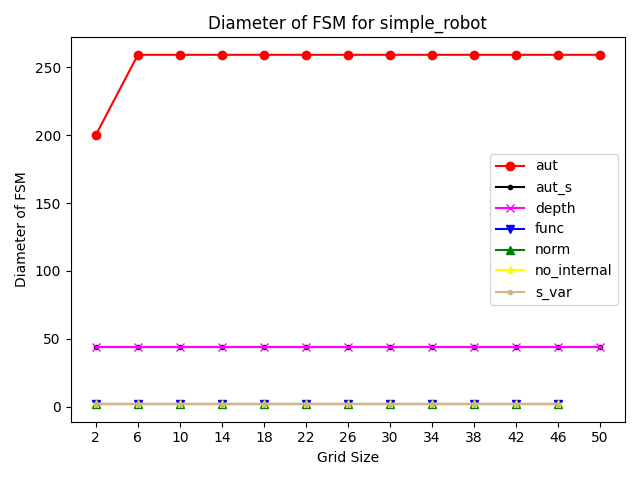 Diameter of FSM for simple_robot
250
200
150
100
50
0
Diameter of FSM
aut
aut_s
depth
func
norm
no_internal
s_var
2 6 10 14 18 22 26 30 34 38 42 46 50
Grid Size